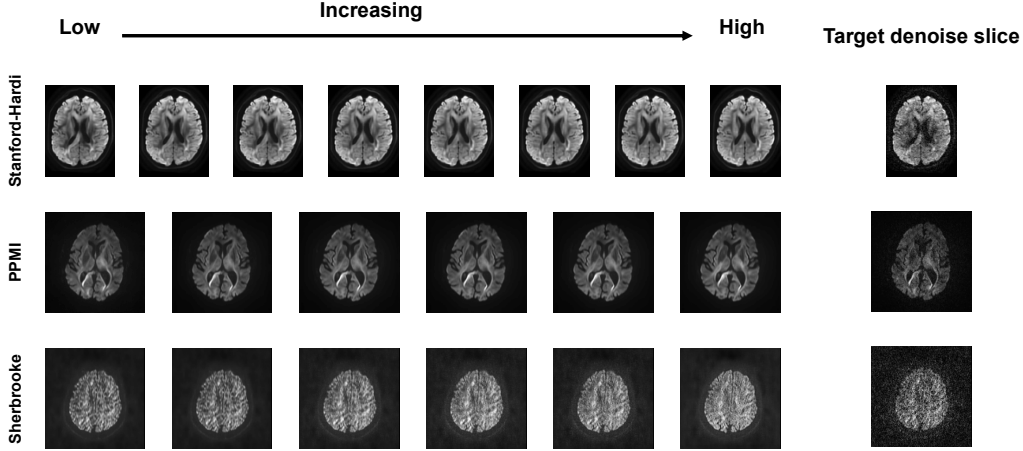 Increasing
Low
High
Target denoise slice
Stanford-Hardi
PPMI
Sherbrooke